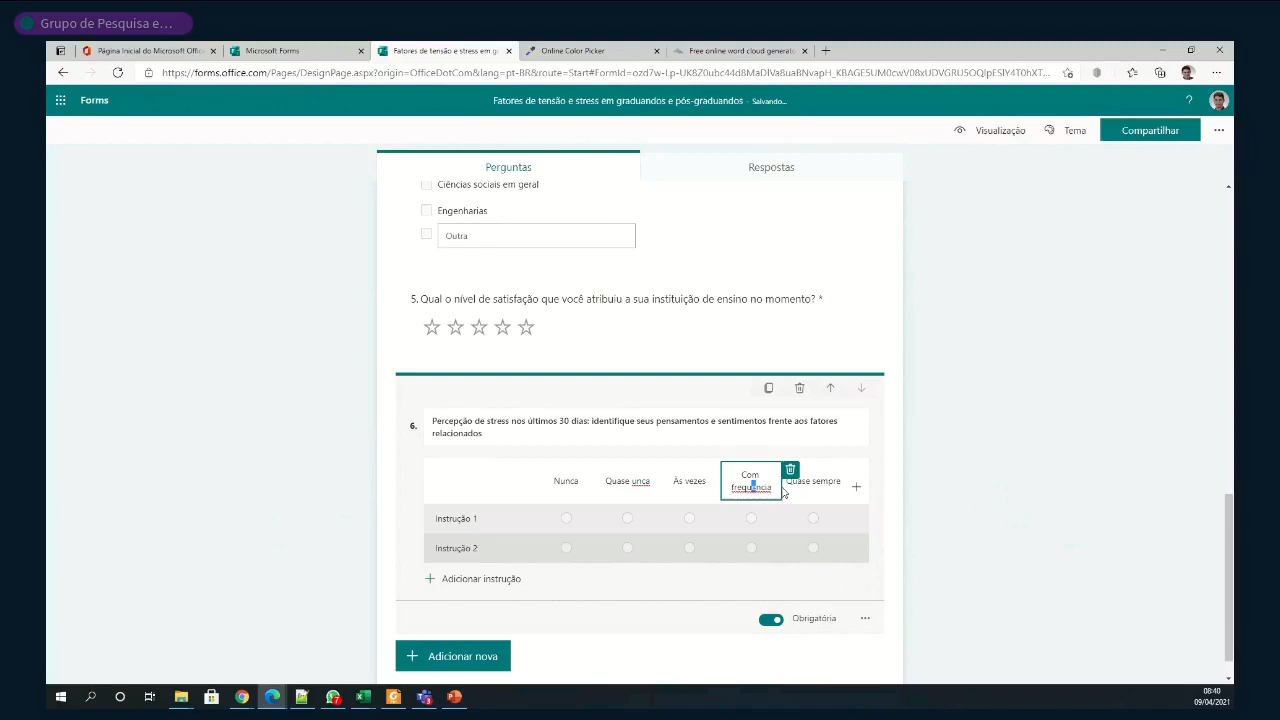 Grupo de Pesquisa e...
Página Inicial do Microsoft Offic
Microsoft Forms
Fatores de tensão e stress em g
Online Color Picker
Free online word cloud generat
Forms
Fatores de tensão e stress em graduandos e pós-graduandos - Salvando...
?
Visualização
Tema
Compartilhar
Perguntas
Respostas
Ciências sociais em geral
Engenharias
Outra
5. Qual o nível de satisfação que você atribuiu a sua instituição de ensino no momento? *
6.
Percepção de stress nos últimos 30 dias: identifique seus pensamentos e sentimentos frente aos fatores
relacionados
Nunca
Quase unca
Às vezes
Com
frequência
Quase sempre
Instrução 1
Instrução 2
Adicionar instrução
Obrigatória
Adicionar nova
08:40
09/04/2021